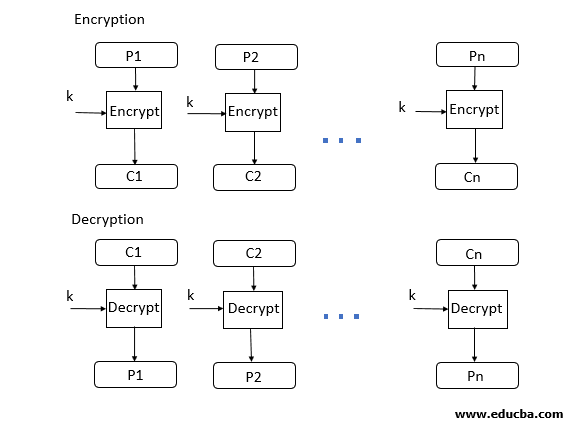 Encryption
P1 P2 Pn
k Encrypt k Encrypt k Encrypt
C1 C2 Cn
Decryption
C1 C2 Cn
k Decrypt k Decrypt k Decrypt
P1 P2 Pn
www.educba.com